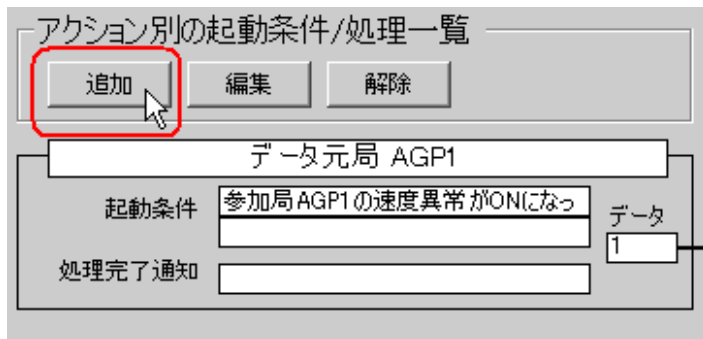 アクション別の起動条件/処理一覧
追加 編集 解除
データ元局 AGP1
起動条件 参加局AGP1の速度異常がONになっ データ
1
処理完了通知